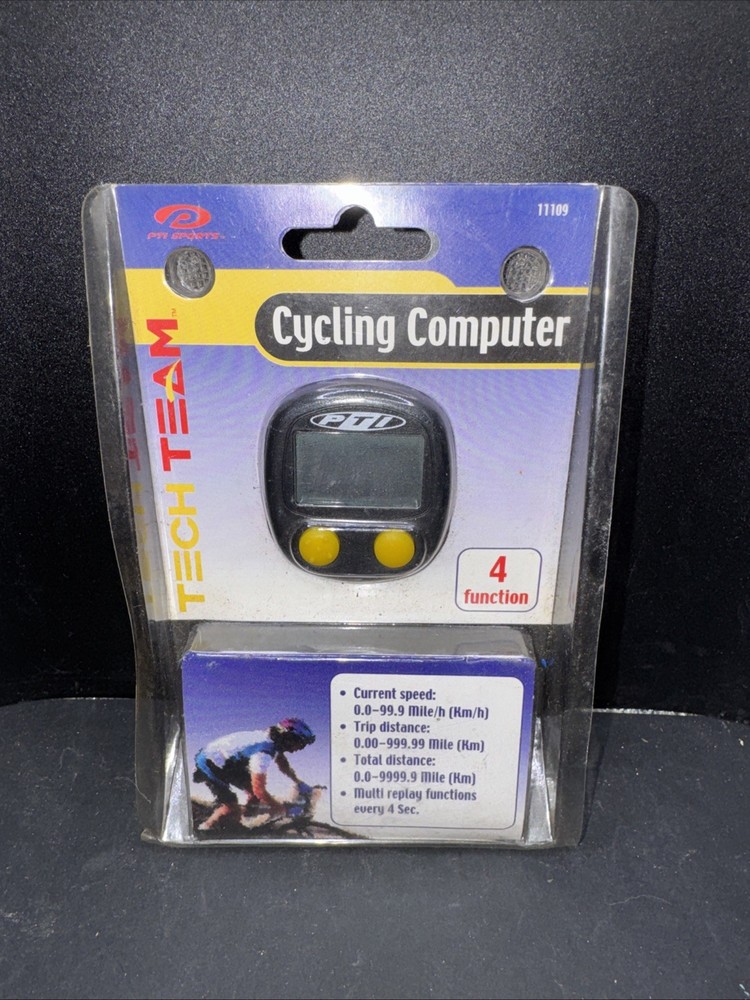 PTI SPORTS™
11109
Cycling Computer
TECH TEAM™
PTI
4
function
• Current speed:
0.0–99.9 Mile/h (Km/h)
• Trip distance:
0.00–999.99 Mile (Km)
• Total distance:
0.0–9999.9 Mile (Km)
• Multi replay functions
every 4 Sec.